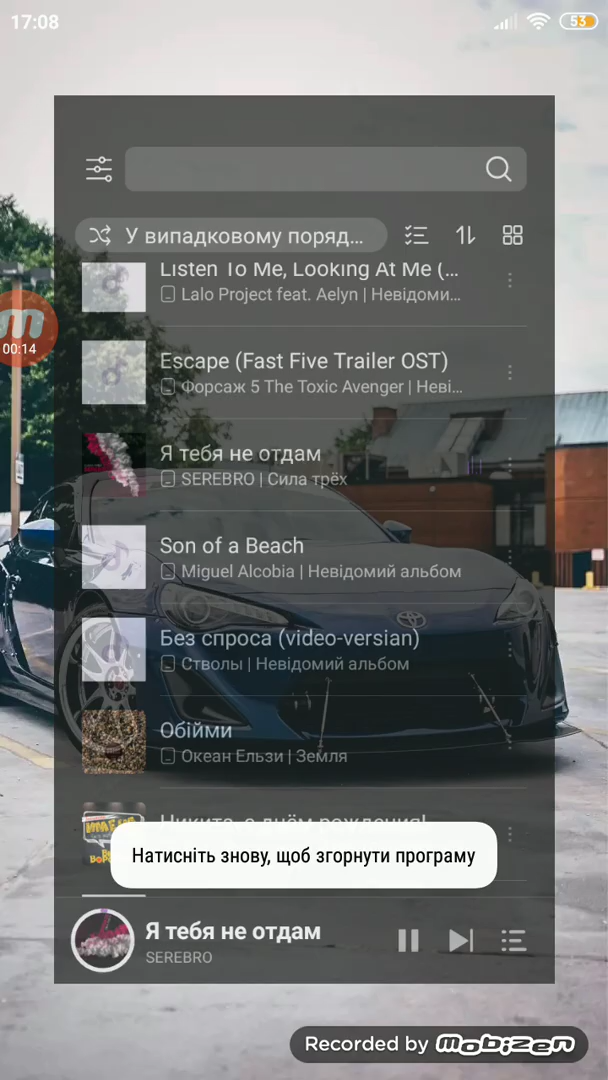 17:08
53
У випадковому поряд...
Listen To Me, Looking At Me (...
Lalo Project feat. Aelyn | Невідоми...
00:14
Escape (Fast Five Trailer OST)
Форсаж 5 The Toxic Avenger | Неві...
Я тебя не отдам
SEREBRO | Сила трёх
Son of a Beach
Miguel Alcobia | Невідомий альбом
Без спроса (video-versian)
Стволы | Невідомий альбом
Обійми
Океан Ельзи | Земля
Никита, с днём рождения!
Натисніть знову, щоб згорнути програму
Я тебя не отдам
SEREBRO
Recorded by mobizen